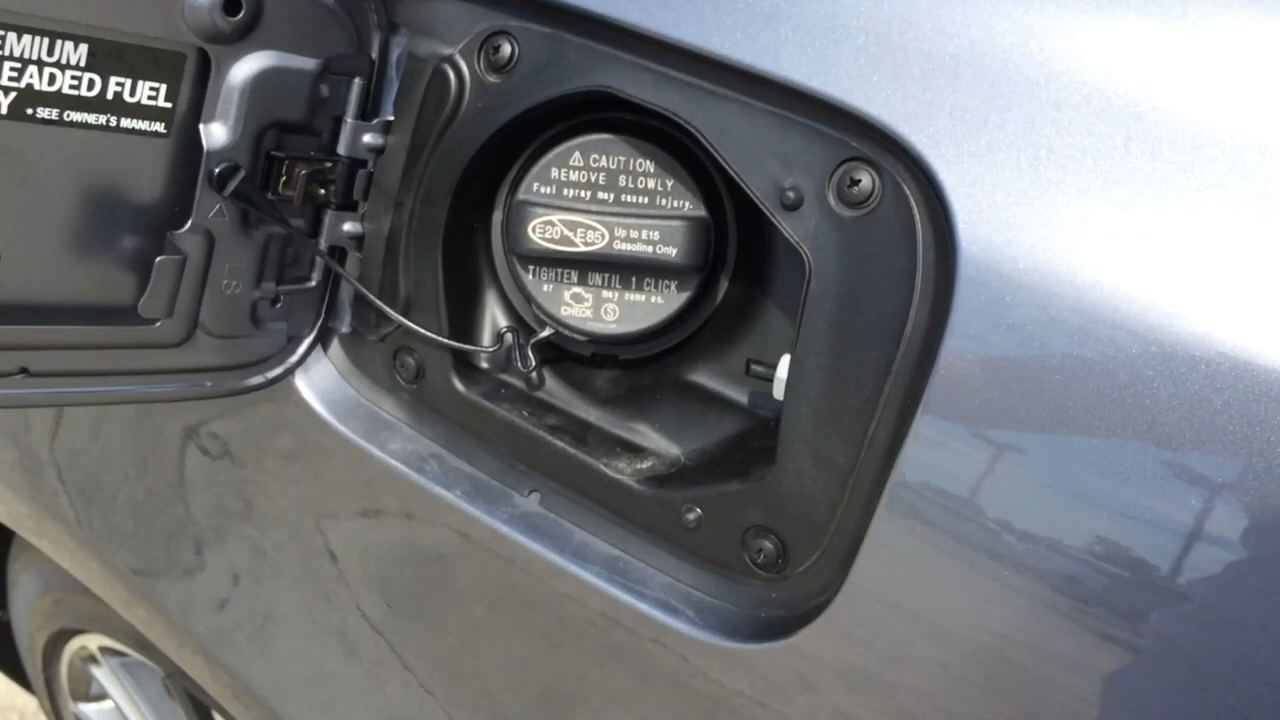 EMIUM
EADED FUEL
Y * SEE OWNER'S MANUAL
⚠ CAUTION
REMOVE SLOWLY
Fuel spray may cause injury.
E20-E85 Up to E15
Gasoline Only
TIGHTEN UNTIL 1 CLICK
or may come on.
CHECK S